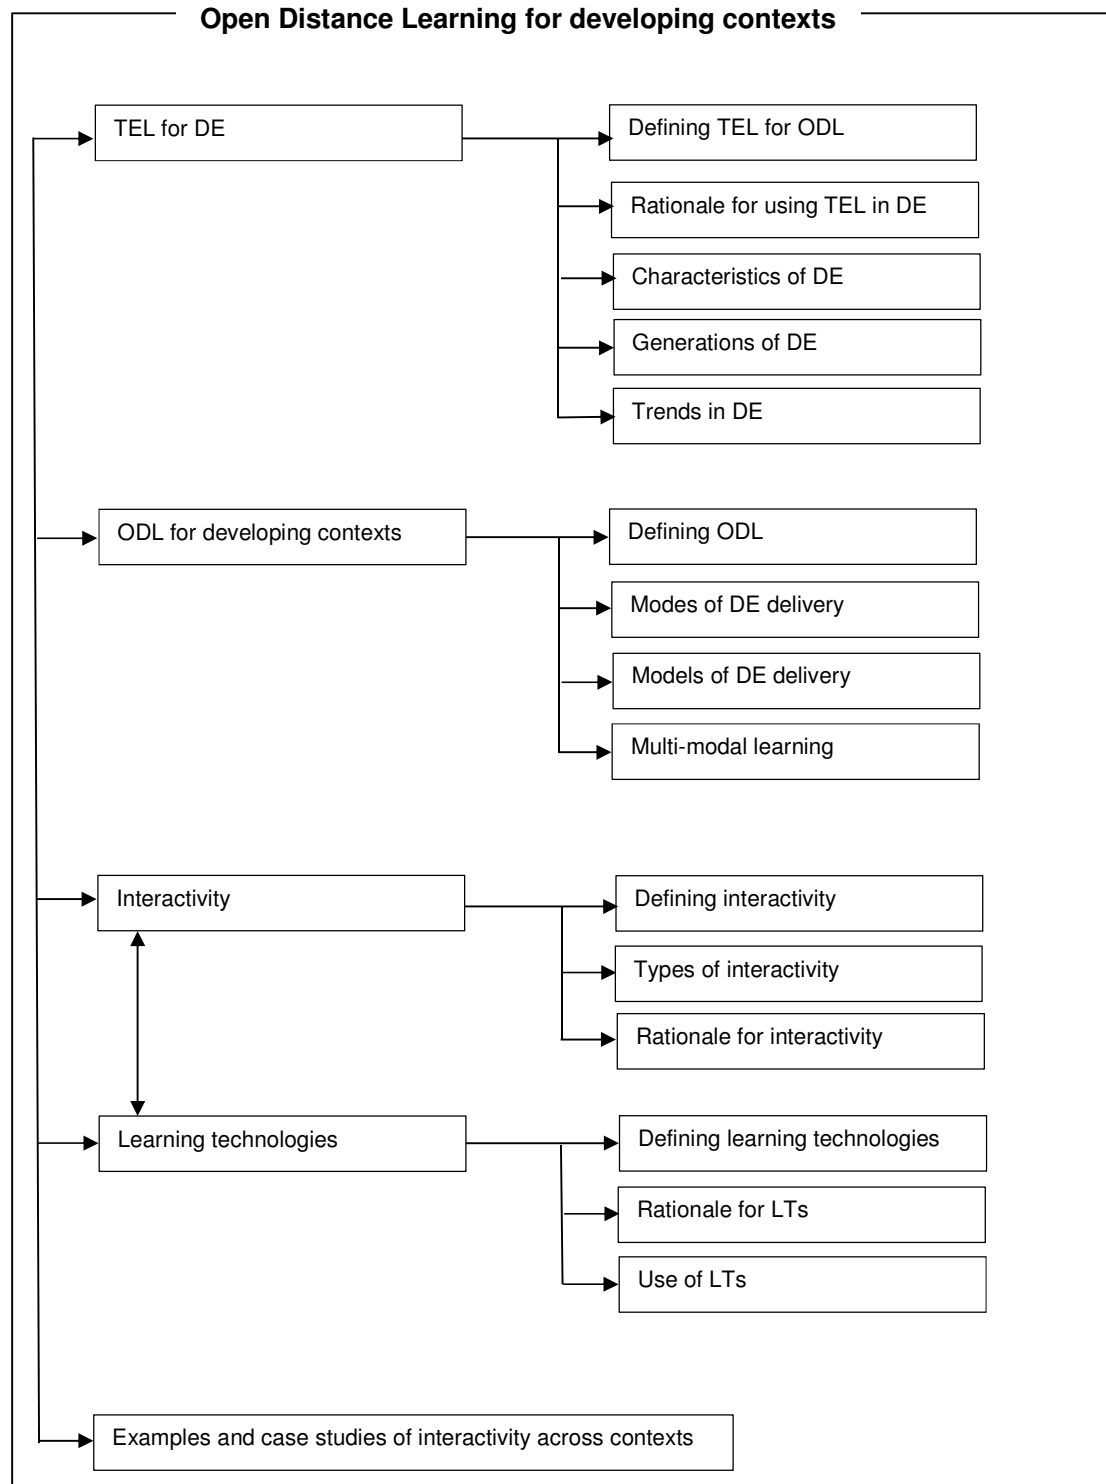 Open Distance Learning for developing contexts
TEL for DE
Defining TEL for ODL
Rationale for using TEL in DE
Characteristics of DE
Generations of DE
Trends in DE
ODL for developing contexts
Defining ODL
Modes of DE delivery
Models of DE delivery
Multi-modal learning
Interactivity
Defining interactivity
Types of interactivity
Rationale for interactivity
Learning technologies
Defining learning technologies
Rationale for LTs
Use of LTs
Examples and case studies of interactivity across contexts